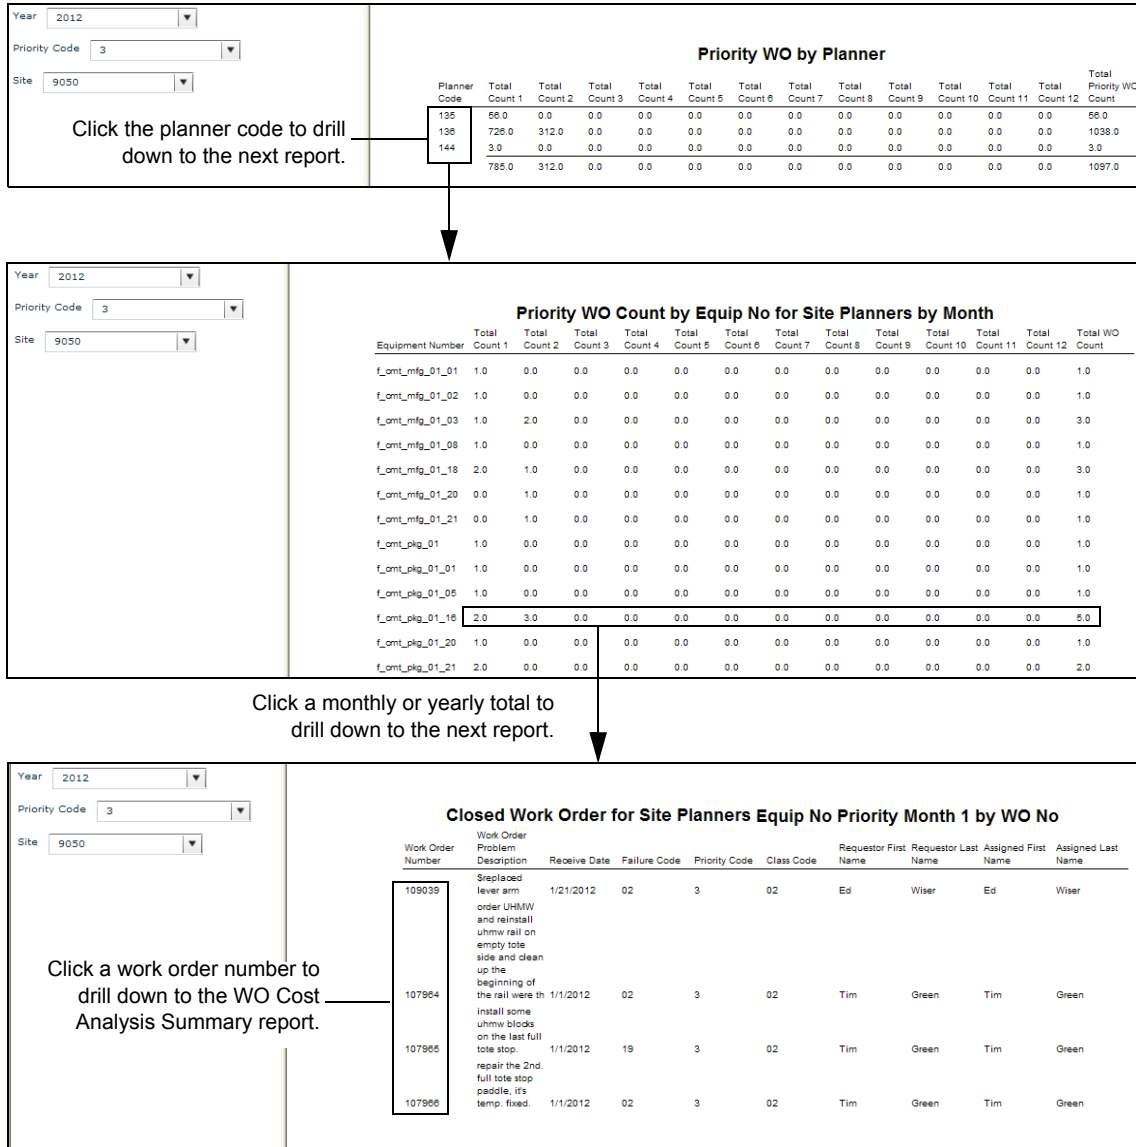 Year 2012
Priority Code 3
Site 9050
Click the planner code to drill
down to the next report.
Priority WO by Planner
Planner Code Total Count 1 Total Count 2 Total Count 3 Total Count 4 Total Count 5 Total Count 6 Total Count 7 Total Count 8 Total Count 9 Total Count 10 Total Count 11 Total Count 12 Total Priority WO Count
135 56.0 0.0 0.0 0.0 0.0 0.0 0.0 0.0 0.0 0.0 0.0 0.0 56.0
136 726.0 312.0 0.0 0.0 0.0 0.0 0.0 0.0 0.0 0.0 0.0 0.0 1038.0
144 3.0 0.0 0.0 0.0 0.0 0.0 0.0 0.0 0.0 0.0 0.0 0.0 3.0
785.0 312.0 0.0 0.0 0.0 0.0 0.0 0.0 0.0 0.0 0.0 0.0 1097.0
Year 2012
Priority Code 3
Site 9050
Priority WO Count by Equip No for Site Planners by Month
Equipment Number Total Count 1 Total Count 2 Total Count 3 Total Count 4 Total Count 5 Total Count 6 Total Count 7 Total Count 8 Total Count 9 Total Count 10 Total Count 11 Total Count 12 Total WO Count
f_cmt_mfg_01_01 1.0 0.0 0.0 0.0 0.0 0.0 0.0 0.0 0.0 0.0 0.0 0.0 1.0
f_cmt_mfg_01_02 1.0 0.0 0.0 0.0 0.0 0.0 0.0 0.0 0.0 0.0 0.0 0.0 1.0
f_cmt_mfg_01_03 1.0 2.0 0.0 0.0 0.0 0.0 0.0 0.0 0.0 0.0 0.0 0.0 3.0
f_cmt_mfg_01_08 1.0 0.0 0.0 0.0 0.0 0.0 0.0 0.0 0.0 0.0 0.0 0.0 1.0
f_cmt_mfg_01_18 2.0 1.0 0.0 0.0 0.0 0.0 0.0 0.0 0.0 0.0 0.0 0.0 3.0
f_cmt_mfg_01_20 0.0 1.0 0.0 0.0 0.0 0.0 0.0 0.0 0.0 0.0 0.0 0.0 1.0
f_cmt_mfg_01_21 0.0 1.0 0.0 0.0 0.0 0.0 0.0 0.0 0.0 0.0 0.0 0.0 1.0
f_cmt_pkg_01 1.0 0.0 0.0 0.0 0.0 0.0 0.0 0.0 0.0 0.0 0.0 0.0 1.0
f_cmt_pkg_01_01 1.0 0.0 0.0 0.0 0.0 0.0 0.0 0.0 0.0 0.0 0.0 0.0 1.0
f_cmt_pkg_01_05 1.0 0.0 0.0 0.0 0.0 0.0 0.0 0.0 0.0 0.0 0.0 0.0 1.0
f_cmt_pkg_01_16 2.0 3.0 0.0 0.0 0.0 0.0 0.0 0.0 0.0 0.0 0.0 0.0 5.0
f_cmt_pkg_01_20 1.0 0.0 0.0 0.0 0.0 0.0 0.0 0.0 0.0 0.0 0.0 0.0 1.0
f_cmt_pkg_01_21 2.0 0.0 0.0 0.0 0.0 0.0 0.0 0.0 0.0 0.0 0.0 0.0 2.0
Click a monthly or yearly total to
drill down to the next report.
Year 2012
Priority Code 3
Site 9050
Click a work order number to
drill down to the WO Cost
Analysis Summary report.
Closed Work Order for Site Planners Equip No Priority Month 1 by WO No
Work Order Number Work Order Problem Description Receive Date Failure Code Priority Code Class Code Requestor First Name Requestor Last Name Assigned First Name Assigned Last Name
$replaced
109039 lever arm 1/21/2012 02 3 02 Ed Wiser Ed Wiser
order UHMW
and reinstall
uhmw rail on
empty tote
side and clean
up the
beginning of
107964 the rail were th 1/1/2012 02 3 02 Tim Green Tim Green
install some
uhmw blocks
on the last full
107965 tote stop. 1/1/2012 19 3 02 Tim Green Tim Green
repair the 2nd.
full tote stop
paddle, it's
107966 temp. fixed. 1/1/2012 02 3 02 Tim Green Tim Green